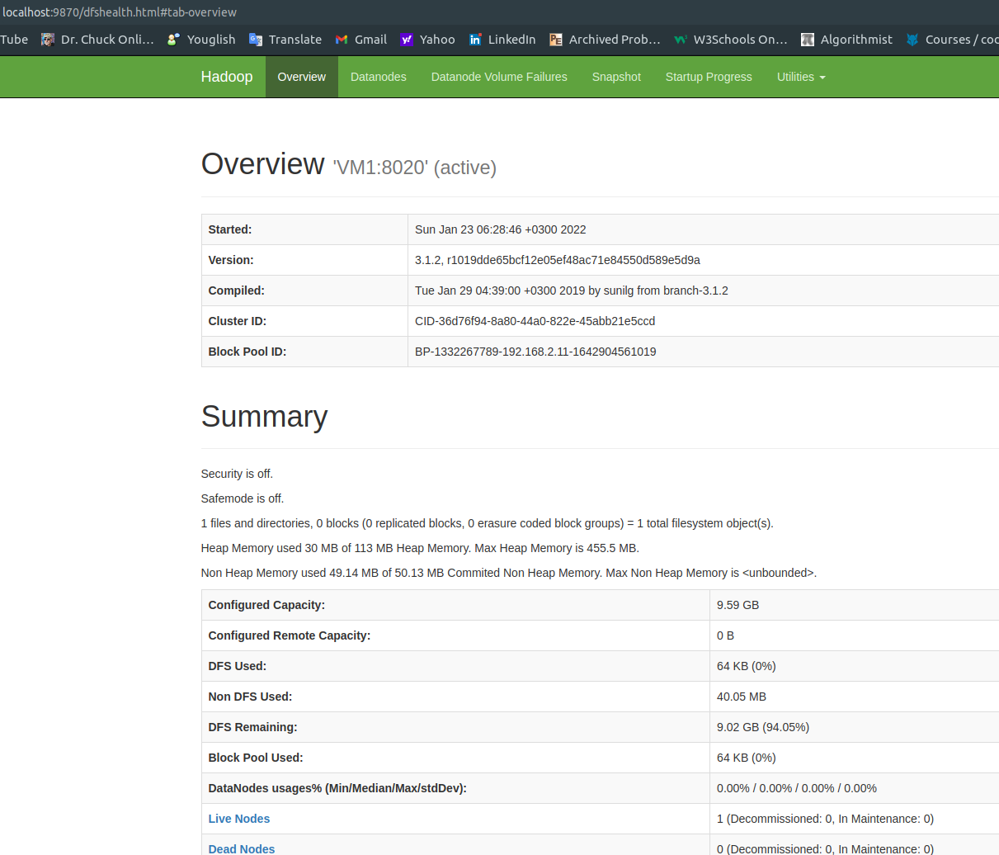 localhost:9870/dfshealth.html#tab-overview
Tube Dr. Chuck Onli... Youglish Translate Gmail Yahoo LinkedIn Archived Prob... W3Schools On... Algorithmist Courses / coo
Hadoop Overview Datanodes Datanode Volume Failures Snapshot Startup Progress Utilities
Overview 'VM1:8020' (active)
Started: Sun Jan 23 06:28:46 +0300 2022
Version: 3.1.2, r1019dde65bcf12e05ef48ac71e84550d589e5d9a
Compiled: Tue Jan 29 04:39:00 +0300 2019 by sunilg from branch-3.1.2
Cluster ID: CID-36d76f94-8a80-44a0-822e-45abb21e5ccd
Block Pool ID: BP-1332267789-192.168.2.11-1642904561019
Summary
Security is off.
Safemode is off.
1 files and directories, 0 blocks (0 replicated blocks, 0 erasure coded block groups) = 1 total filesystem object(s).
Heap Memory used 30 MB of 113 MB Heap Memory. Max Heap Memory is 455.5 MB.
Non Heap Memory used 49.14 MB of 50.13 MB Commited Non Heap Memory. Max Non Heap Memory is <unbounded>.
Configured Capacity: 9.59 GB
Configured Remote Capacity: 0 B
DFS Used: 64 KB (0%)
Non DFS Used: 40.05 MB
DFS Remaining: 9.02 GB (94.05%)
Block Pool Used: 64 KB (0%)
DataNodes usages% (Min/Median/Max/stdDev): 0.00% / 0.00% / 0.00% / 0.00%
Live Nodes 1 (Decommissioned: 0, In Maintenance: 0)
Dead Nodes 0 (Decommissioned: 0, In Maintenance: 0)